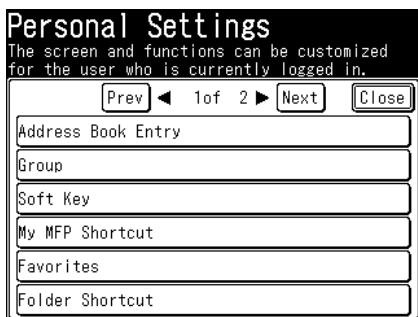 Personal Settings
The screen and functions can be customized
for the user who is currently logged in.
Prev ◀ 1of 2 ▶ Next Close
Address Book Entry
Group
Soft Key
My MFP Shortcut
Favorites
Folder Shortcut